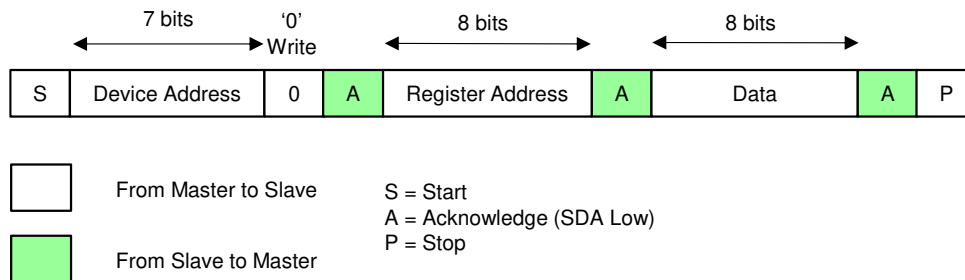 7 bits
‘0’
Write
8 bits
8 bits
S Device Address 0 A Register Address A Data A P
From Master to Slave
From Slave to Master
S = Start
A = Acknowledge (SDA Low)
P = Stop